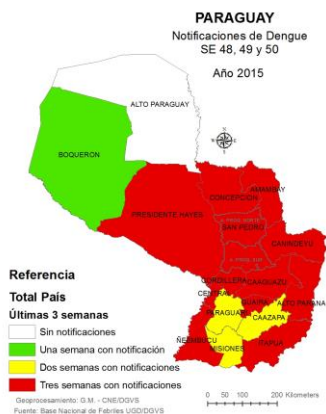 PARAGUAY
Notificaciones de Dengue
SE 48, 49 y 50
Año 2015
ALTO PARAGUAY
BOQUERON
CONCEPCION
AMAMBAY
PRESIDENTE HAYES
SAN PEDRO
CANINDEYU
CORDILLERA
CAAGUAZU
CENTRAL
GUAIRA
ALTO PARANA
PARAGUARI
CAAZAPA
ÑEEMBUCU
MISIONES
ITAPUA
Referencia
Total País
Últimas 3 semanas
Sin notificaciones
Una semana con notificación
Dos semanas con notificaciones
Tres semanas con notificaciones
Geoprocesamiento: G.M. - CNE/DGVS
Fuente: Base Nacional de Febriles UGD/DGVS
0 50 100 200 Kilometers